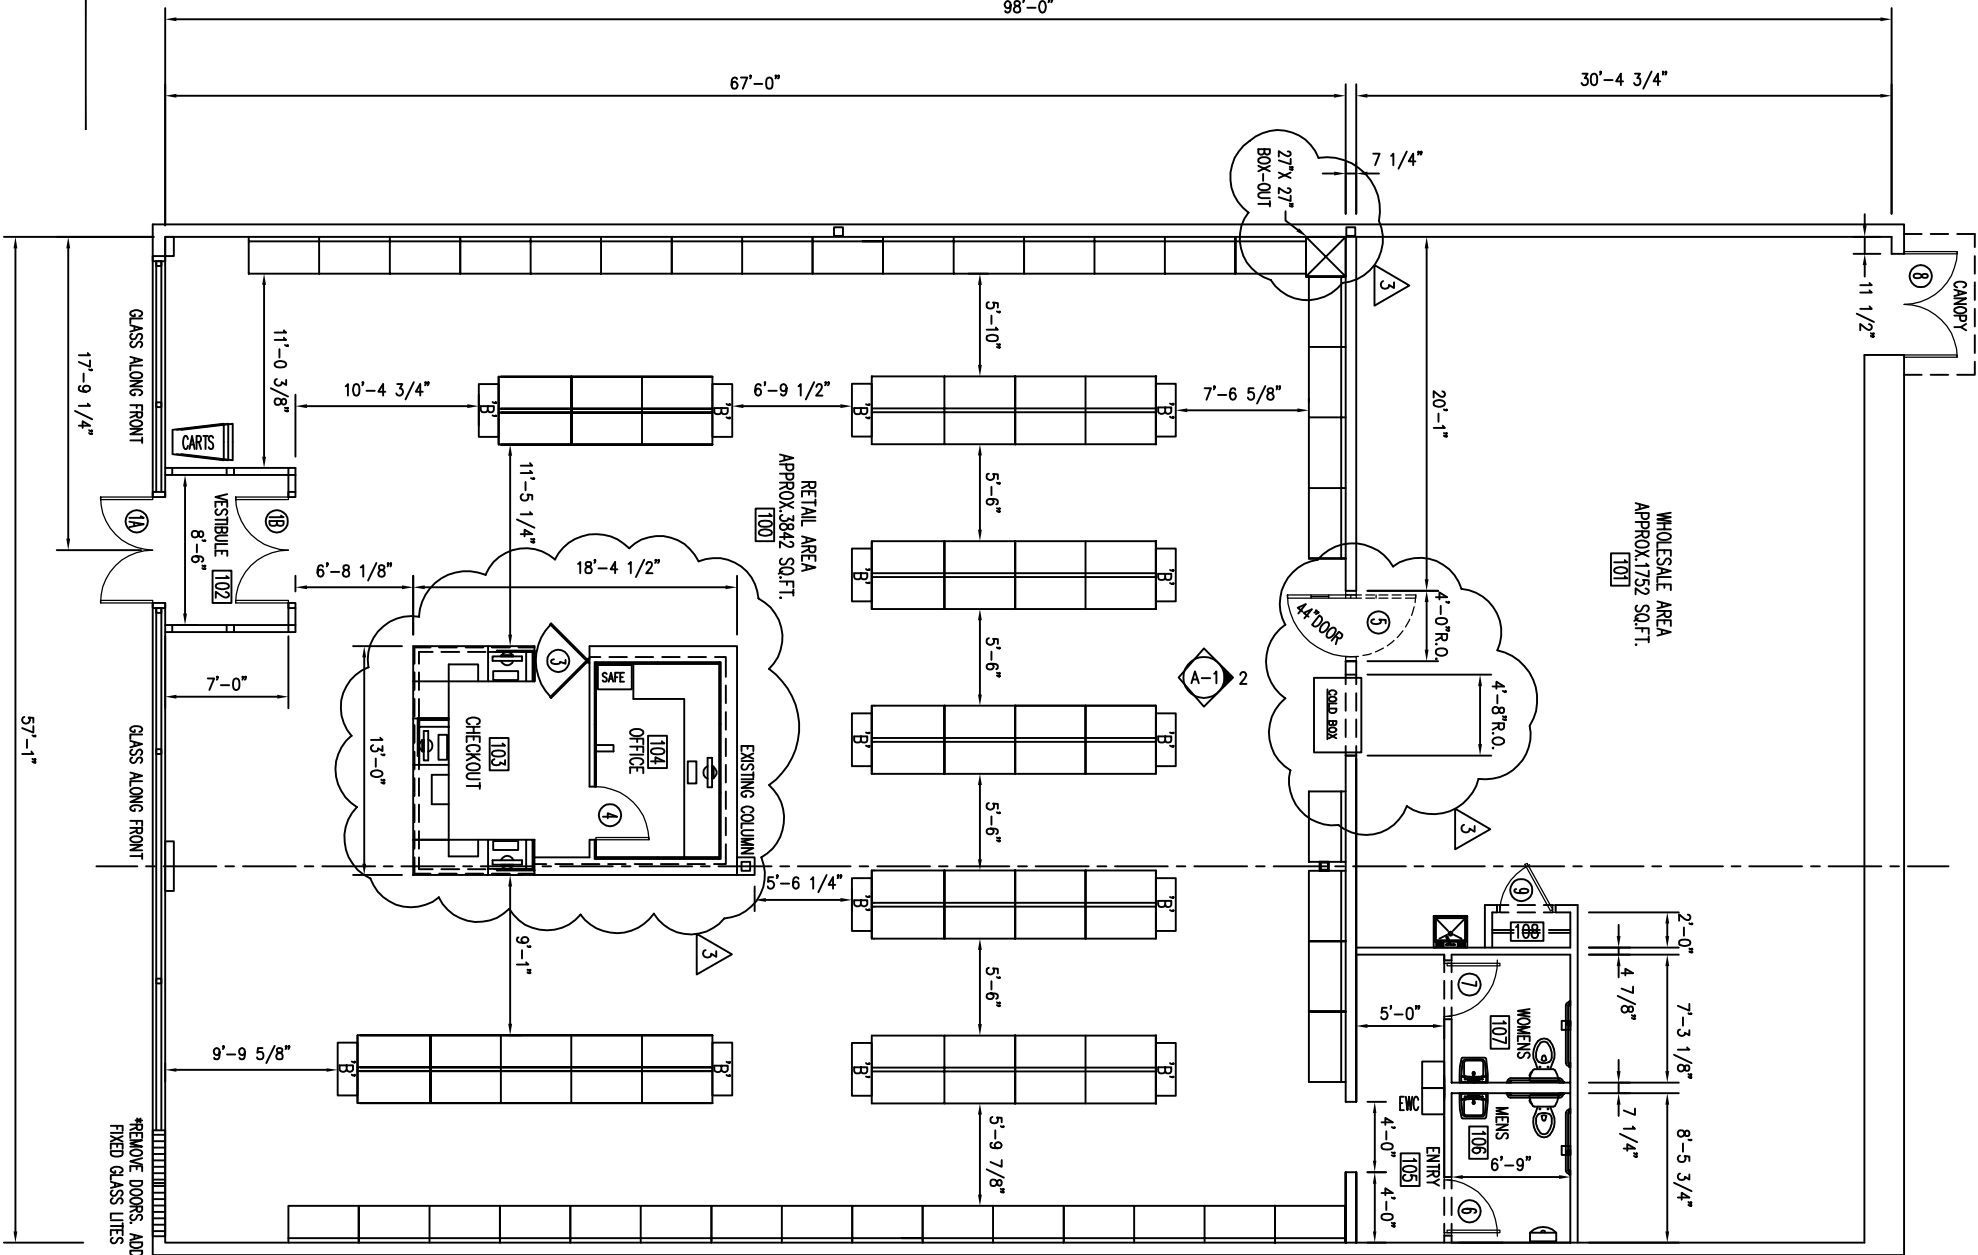 98'-0"
67'-0"
30'-4 3/4"
7 1/4"
27"X 27"
BOX-OUT
3
8
CANOPY
11 1/2"
GLASS ALONG FRONT
17'-9 1/4"
11'-0 3/8"
5'-10"
20'-1"
10'-4 3/4"
'B'
'B'
6'-9 1/2"
'B'
'B'
7'-6 5/8"
CARTS
11'-5 1/4"
5'-6"
RETAIL AREA
APPROX.3842 SQ.FT.
100
WHOLESALE AREA
APPROX.1752 SQ.FT.
101
1A
1B
VESTIBULE
102
8'-6"
6'-8 1/8"
18'-4 1/2"
'B'
'B'
44"DOOR
5
4'-0"R.O.
7'-0"
3
SAFE
5'-6"
A-1
2
COLD BOX
4'-8"R.O.
57'-1"
GLASS ALONG FRONT
13'-0"
CHECKOUT
103
OFFICE
104
EXISTING COLUMN
4
'B'
'B'
5'-6"
3
9
5'-6 1/4"
'B'
'B'
108
2'-0"
9'-1"
3
5'-6"
7
4 7/8"
7'-3 1/8"
5'-0"
WOMENS
107
9'-9 5/8"
'B'
'B'
'B'
'B'
EWC
MENS
106
7 1/4"
8'-5 3/4"
5'-9 7/8"
4'-0"
4'-0"
ENTRY
105
6'-9"
6
*REMOVE DOORS. ADD
FIXED GLASS LITES